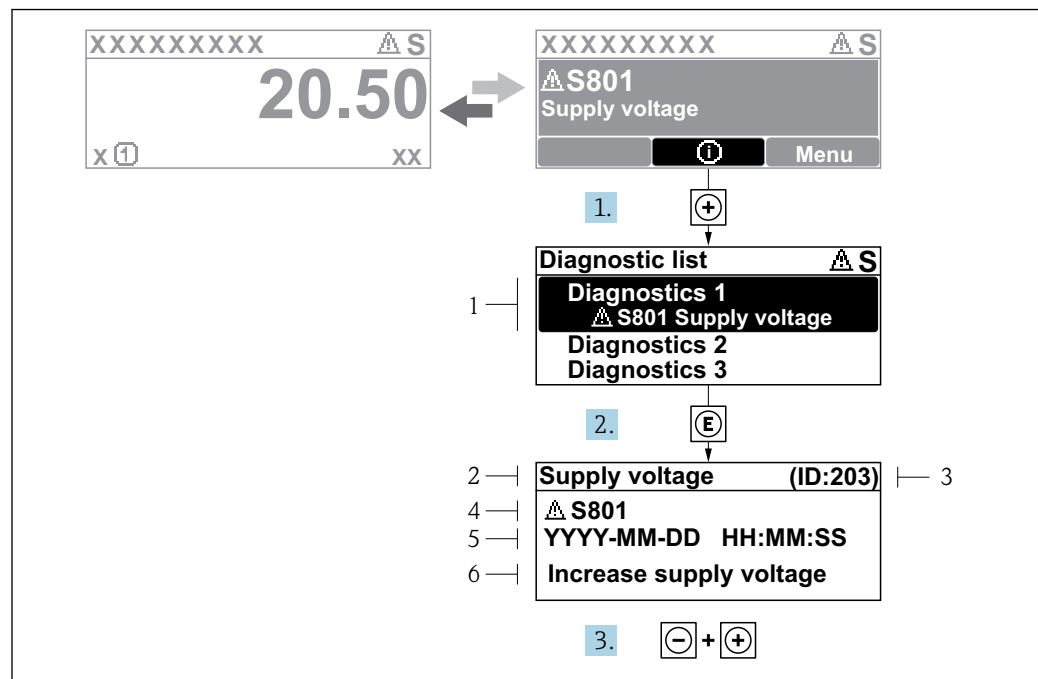 XXXXXXXXX ⚠ S
20.50
x ① xx
XXXXXXXXX ⚠ S
⚠ S801
Supply voltage
ⓘ Menu
1. ⊕
Diagnostic list ⚠ S
1 Diagnostics 1
⚠ S801 Supply voltage
Diagnostics 2
Diagnostics 3
2. Ⓔ
2 Supply voltage (ID:203) 3
4 ⚠ S801
5 YYYY-MM-DD HH:MM:SS
6 Increase supply voltage
3. ⊖ + ⊕